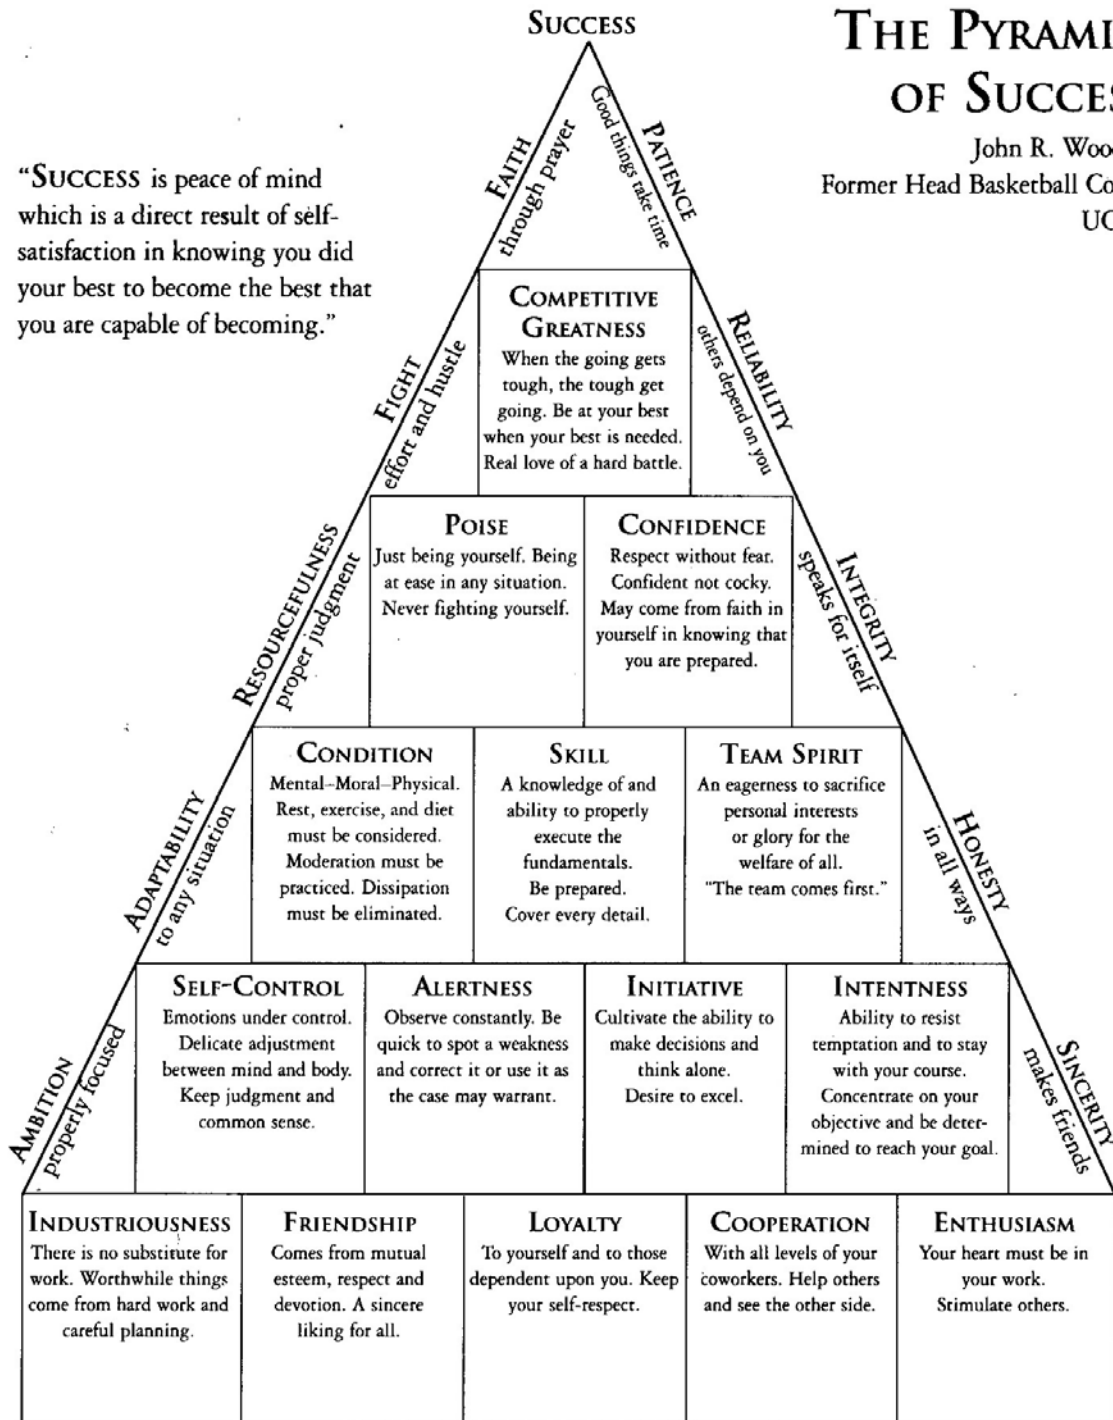 SUCCESS
THE PYRAMI
OF SUCCES
John R. Woo
Former Head Basketball Co
UC
"SUCCESS is peace of mind
which is a direct result of self-
satisfaction in knowing you did
your best to become the best that
you are capable of becoming."
FAITH
through prayer
PATIENCE
Good things take time
COMPETITIVE
GREATNESS
When the going gets
tough, the tough get
going. Be at your best
when your best is needed.
Real love of a hard battle.
FIGHT
effort and hustle
RELIABILITY
others depend on you
POISE
Just being yourself. Being
at ease in any situation.
Never fighting yourself.
CONFIDENCE
Respect without fear.
Confident not cocky.
May come from faith in
yourself in knowing that
you are prepared.
RESOURCEFULNESS
proper judgment
INTEGRITY
speaks for itself
CONDITION
Mental–Moral–Physical.
Rest, exercise, and diet
must be considered.
Moderation must be
practiced. Dissipation
must be eliminated.
SKILL
A knowledge of and
ability to properly
execute the
fundamentals.
Be prepared.
Cover every detail.
TEAM SPIRIT
An eagerness to sacrifice
personal interests
or glory for the
welfare of all.
"The team comes first."
ADAPTABILITY
to any situation
HONESTY
in all ways
SELF-CONTROL
Emotions under control.
Delicate adjustment
between mind and body.
Keep judgment and
common sense.
ALERTNESS
Observe constantly. Be
quick to spot a weakness
and correct it or use it as
the case may warrant.
INITIATIVE
Cultivate the ability to
make decisions and
think alone.
Desire to excel.
INTENTNESS
Ability to resist
temptation and to stay
with your course.
Concentrate on your
objective and be deter-
mined to reach your goal.
AMBITION
properly focused
SINCERITY
makes friends
INDUSTRIOUSNESS
There is no substitute for
work. Worthwhile things
come from hard work and
careful planning.
FRIENDSHIP
Comes from mutual
esteem, respect and
devotion. A sincere
liking for all.
LOYALTY
To yourself and to those
dependent upon you. Keep
your self-respect.
COOPERATION
With all levels of your
coworkers. Help others
and see the other side.
ENTHUSIASM
Your heart must be in
your work.
Stimulate others.